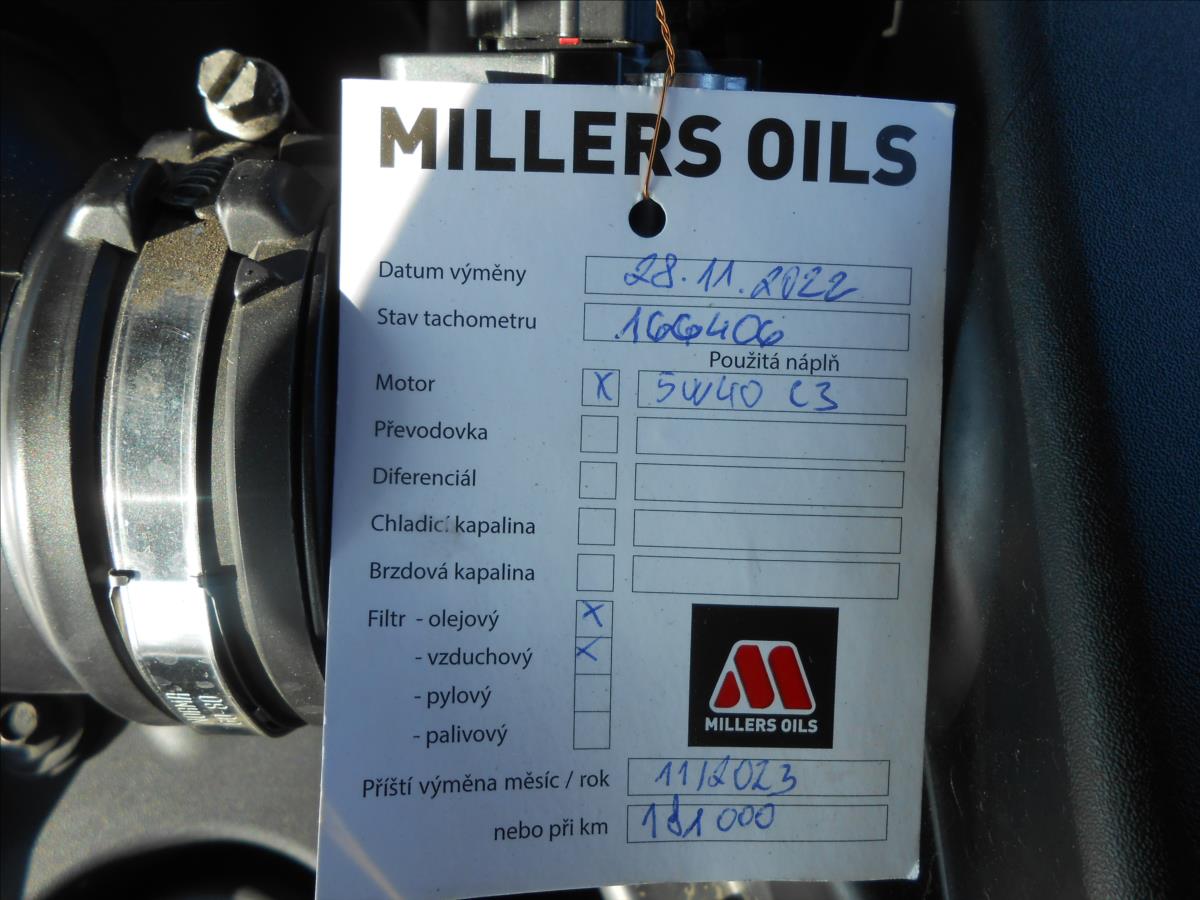 MILLERS OILS
Datum výměny 28.11.2022
Stav tachometru 166406
Použitá náplň
Motor X 5W40 C3
Převodovka
Diferenciál
Chladicí kapalina
Brzdová kapalina
Filtr - olejový X
- vzduchový X
- pylový
- palivový
MILLERS OILS
Příští výměna měsíc / rok 11/2023
nebo při km 181000